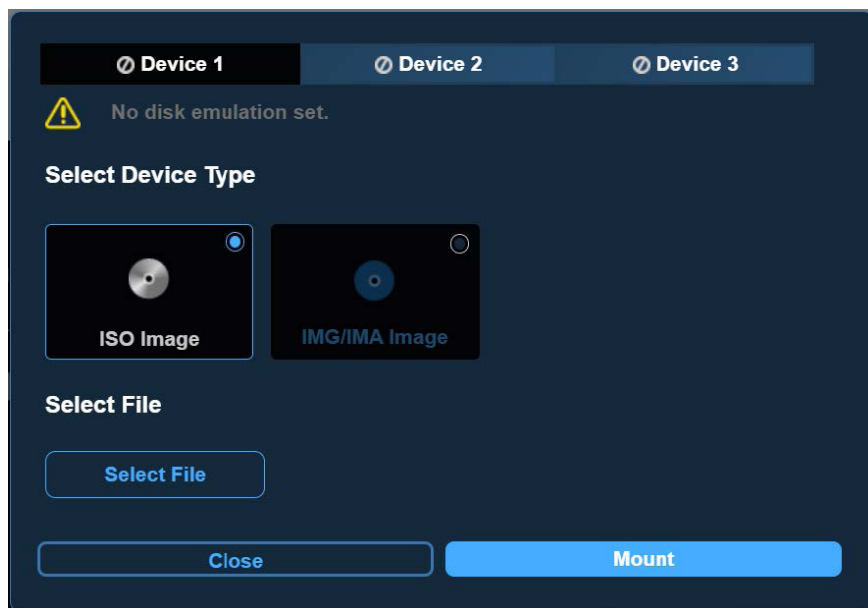 Device 1 Device 2 Device 3
No disk emulation set.
Select Device Type
ISO Image IMG/IMA Image
Select File
Select File
Close Mount